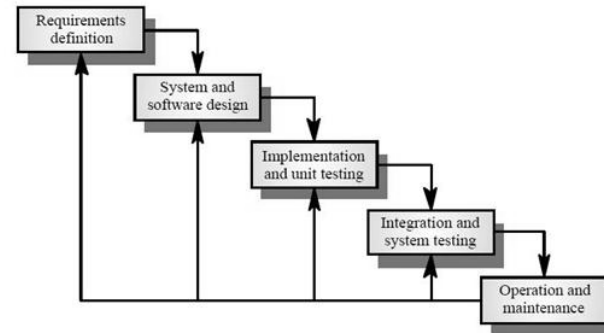 Requirements
definition
System and
software design
Implementation
and unit testing
Integration and
system testing
Operation and
maintenance